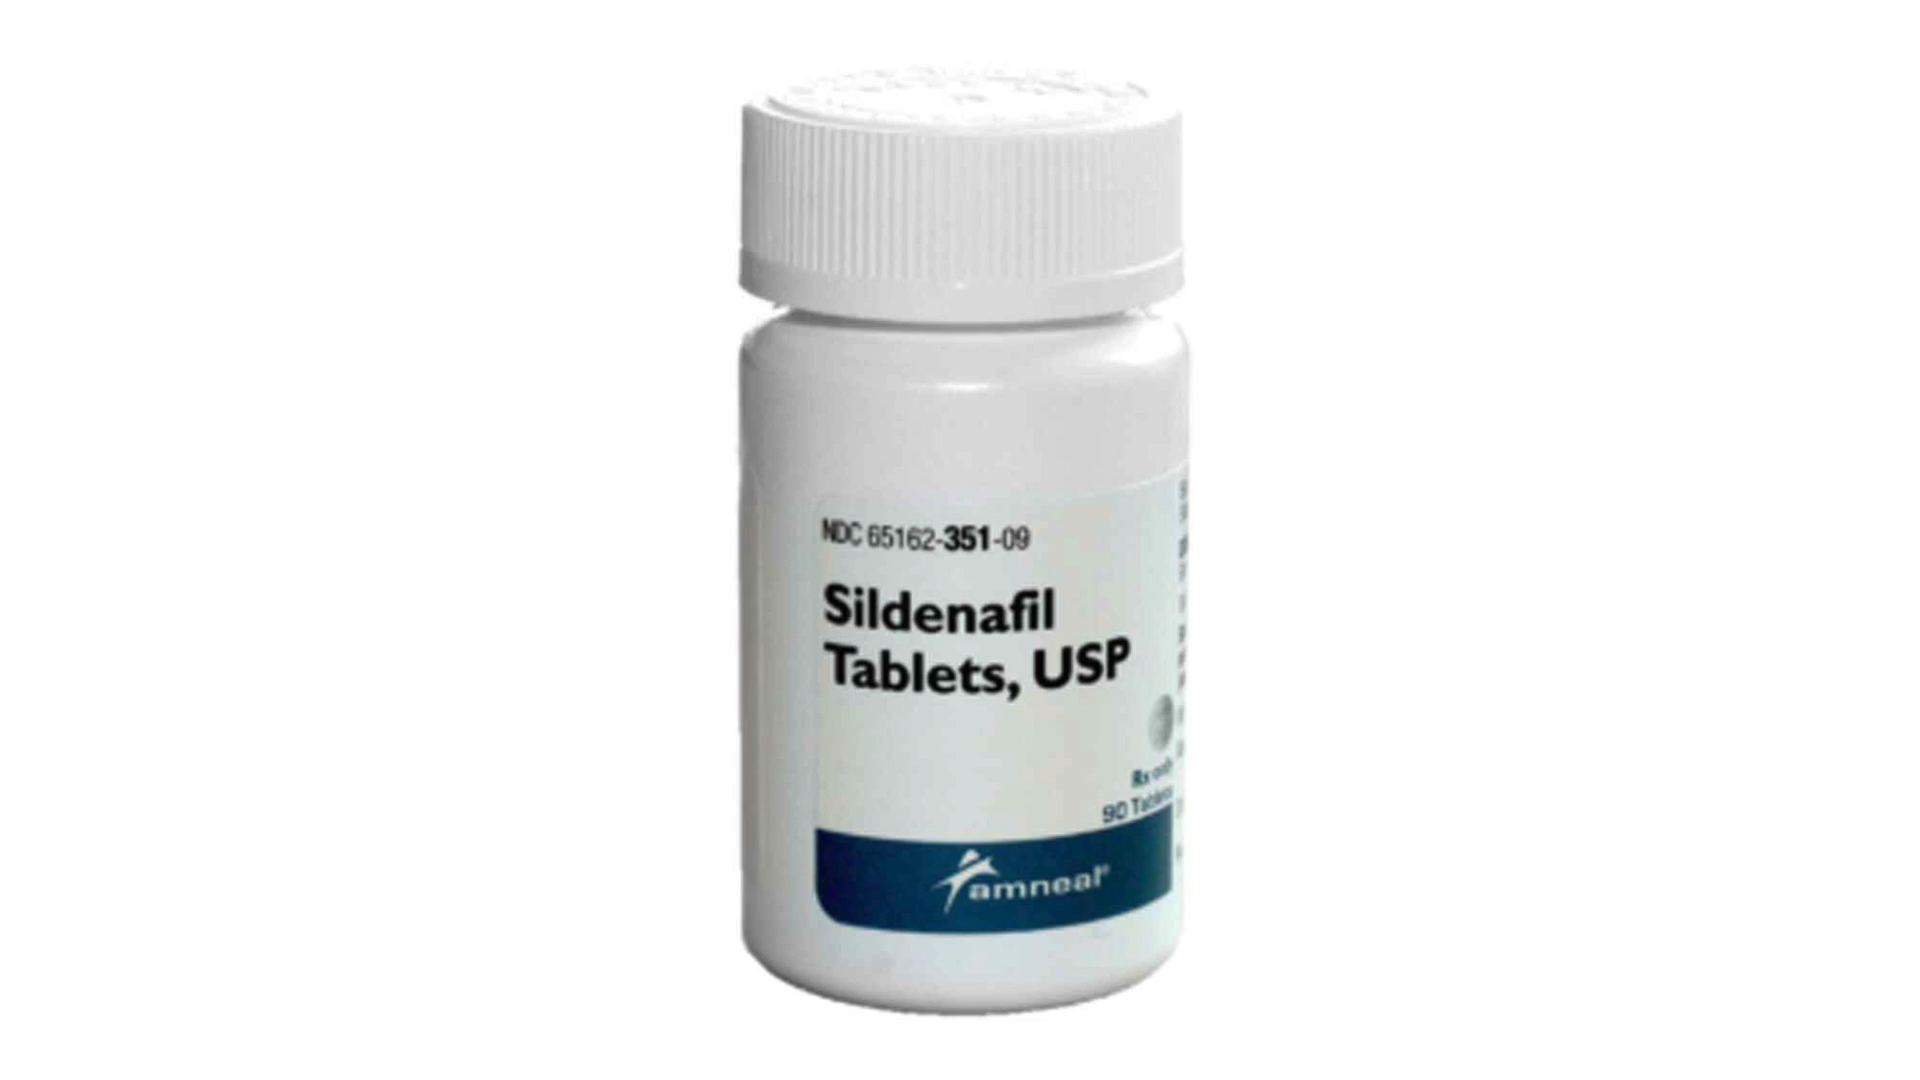 NDC 65162-351-09
Sildenafil
Tablets, USP
Rx only
90 Tablets
amneal®